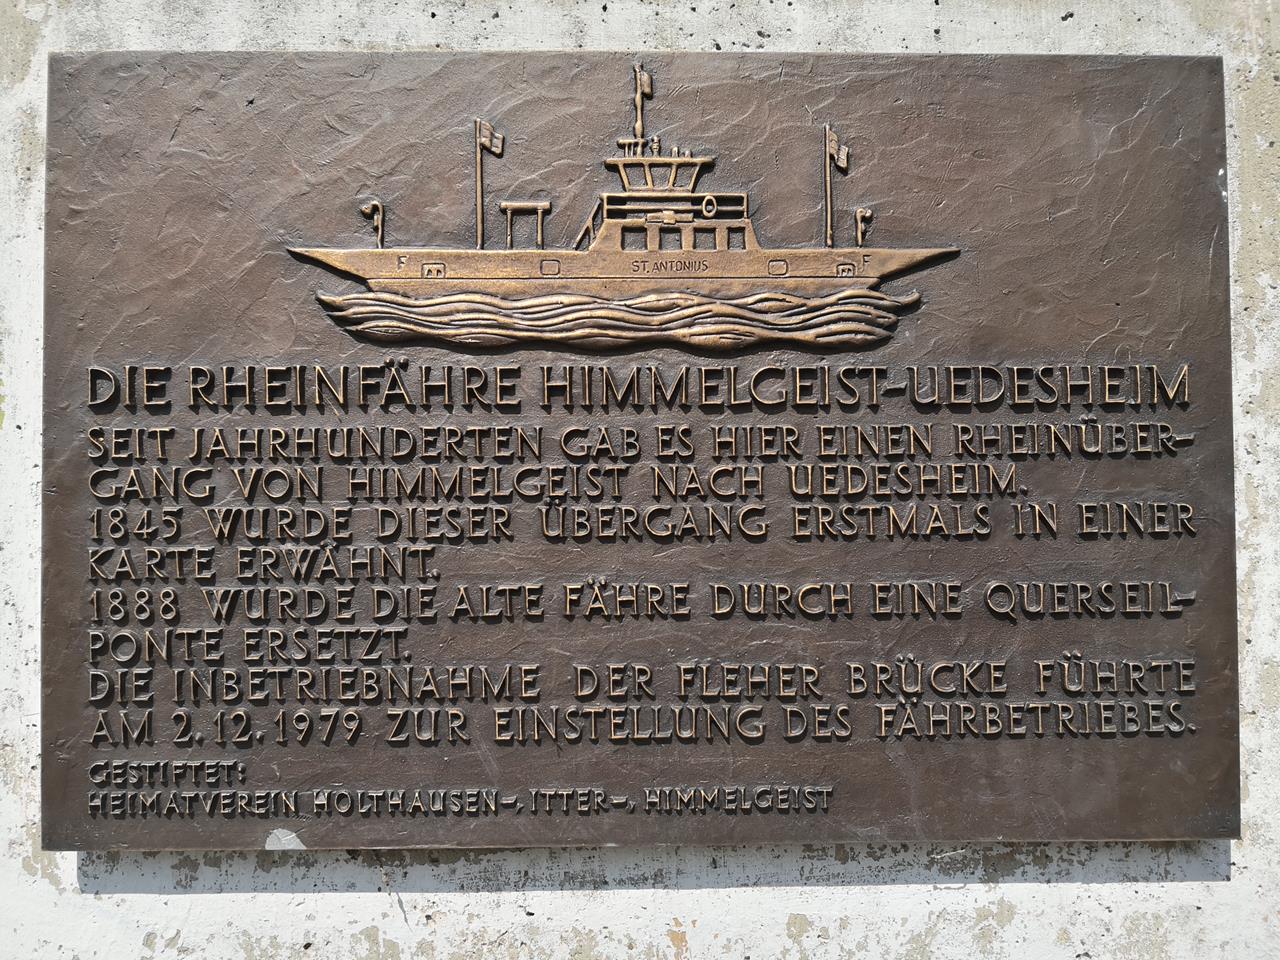 F
ST. ANTONIUS
F
DIE RHEINFÄHRE HIMMELGEIST-UEDESHEIM
SEIT JAHRHUNDERTEN GAB ES HIER EINEN RHEINÜBER-
GANG VON HIMMELGEIST NACH UEDESHEIM.
1845 WURDE DIESER ÜBERGANG ERSTMALS IN EINER
KARTE ERWÄHNT.
1888 WURDE DIE ALTE FÄHRE DURCH EINE QUERSEIL-
PONTE ERSETZT.
DIE INBETRIEBNAHME DER FLEHER BRÜCKE FÜHRTE
AM 2.12.1979 ZUR EINSTELLUNG DES FÄHRBETRIEBES.
GESTIFTET:
HEIMATVEREIN HOLTHAUSEN-, ITTER-, HIMMELGEIST